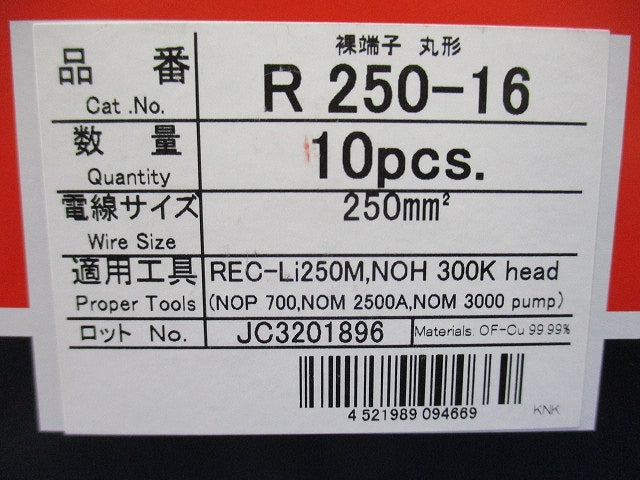 裸端子 丸形
品 番 R 250-16
Cat .No.
数 量 10pcs.
Quantity
電線サイズ 250mm²
Wire Size
適用工具 REC-Li250M,NOH 300K head
Proper Tools (NOP 700,NOM 2500A,NOM 3000 pump)
ロット No. JC3201896 Materials. OF-Cu 99.99%
4 521989 094669
KNK